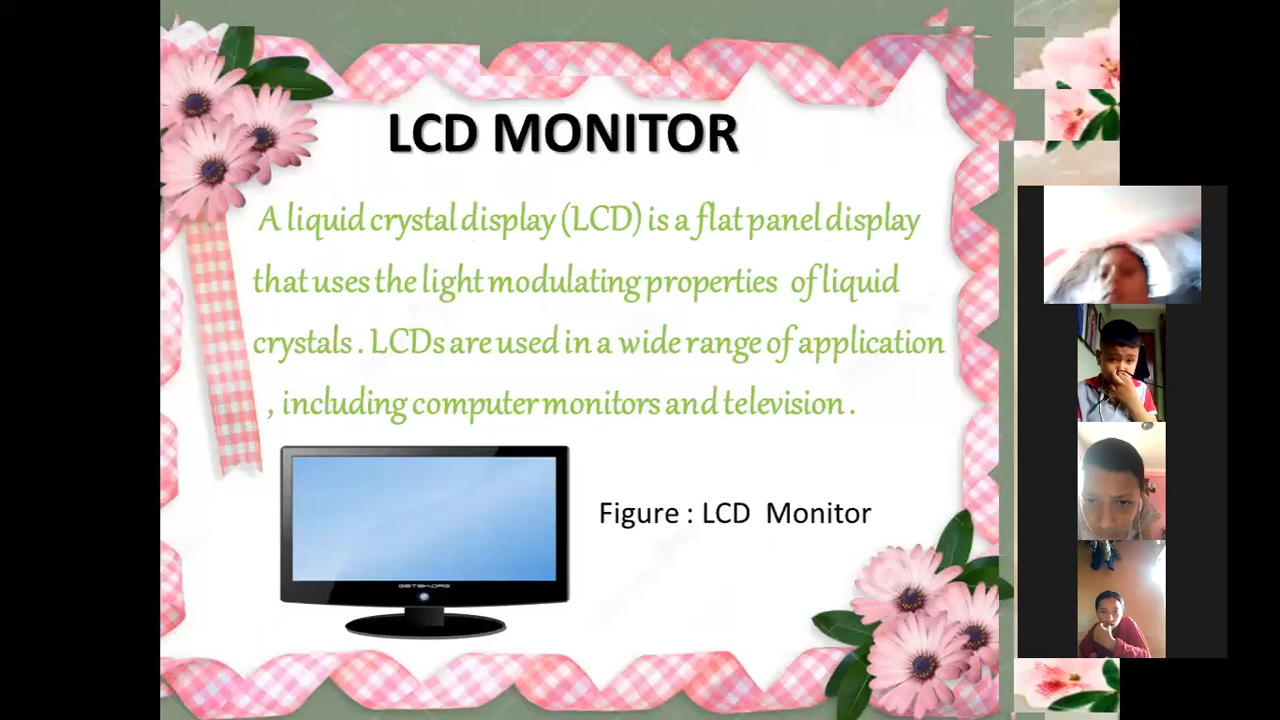 LCD MONITOR
A liquid crystal display (LCD) is a flat panel display
that uses the light modulating properties of liquid
crystals . LCDs are used in a wide range of application
, including computer monitors and television .
Figure : LCD Monitor